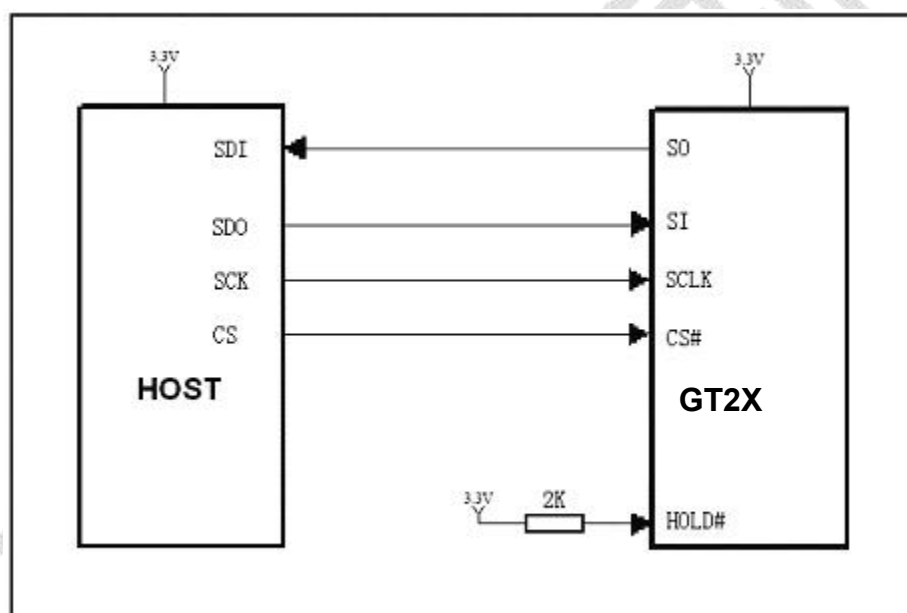 3.3V
3.3V
SDI
SO
SDO
SI
SCK
SCLK
CS
CS#
HOST
GT2X
3.3V
2K
HOLD#